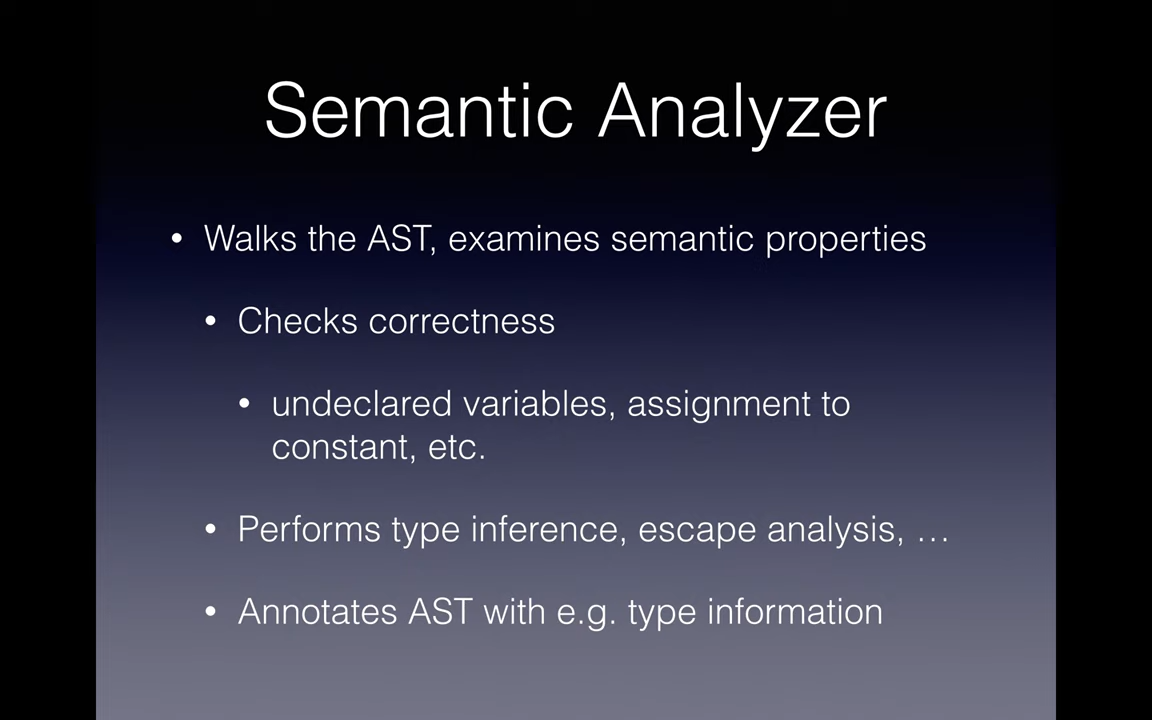 Semantic Analyzer
• Walks the AST, examines semantic properties
• Checks correctness
• undeclared variables, assignment to
constant, etc.
• Performs type inference, escape analysis, …
• Annotates AST with e.g. type information